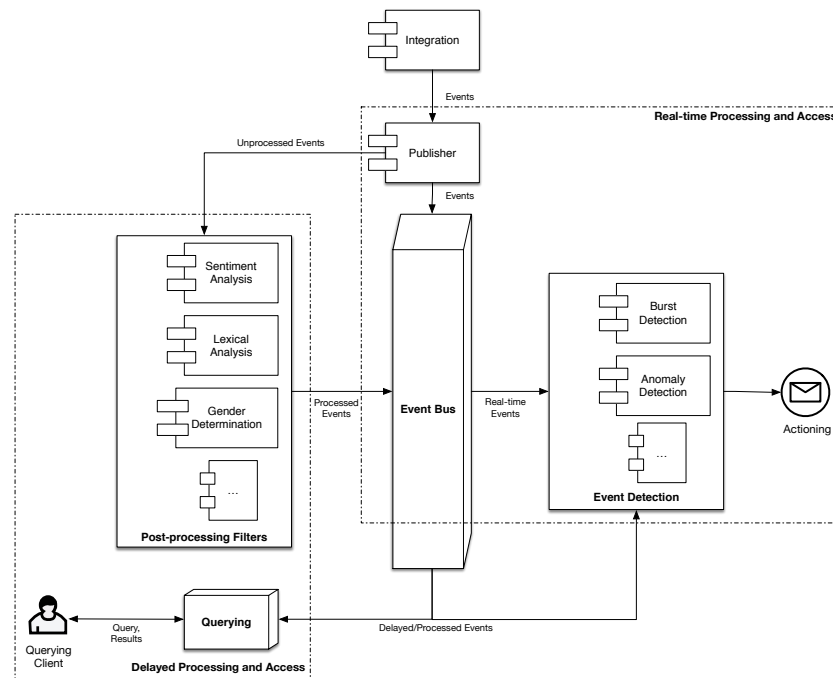 Integration
Events
Real-time Processing and Access
Publisher
Unprocessed Events
Events
Sentiment
Analysis
Lexical
Analysis
Gender
Determination
...
Post-processing Filters
Processed
Events
Event Bus
Real-time
Events
Burst
Detection
Anomaly
Detection
...
Event Detection
Actioning
Querying
Query,
Results
Querying
Client
Delayed/Processed Events
Delayed Processing and Access